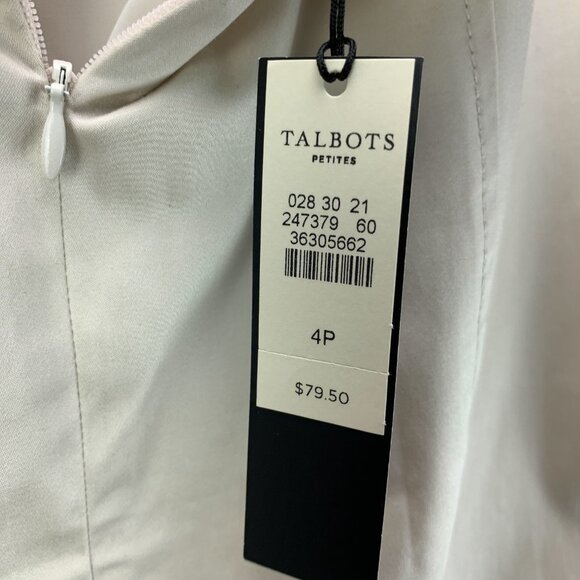 TALBOTS
PETITES
028 30 21
247379 60
36305662
4P
$79.50